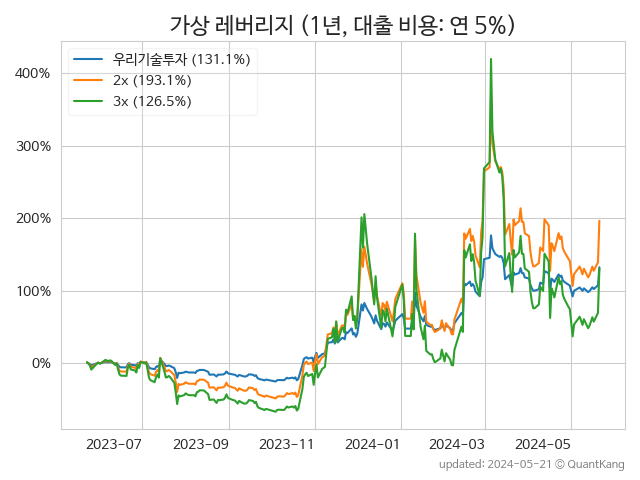 가상 레버리지 (1년, 대출 비용: 연 5%)
우리기술투자 (131.1%)
2x (193.1%)
3x (126.5%)
400%
300%
200%
100%
0%
2023-07 2023-09 2023-11 2024-01 2024-03 2024-05
updated: 2024-05-21 © QuantKang